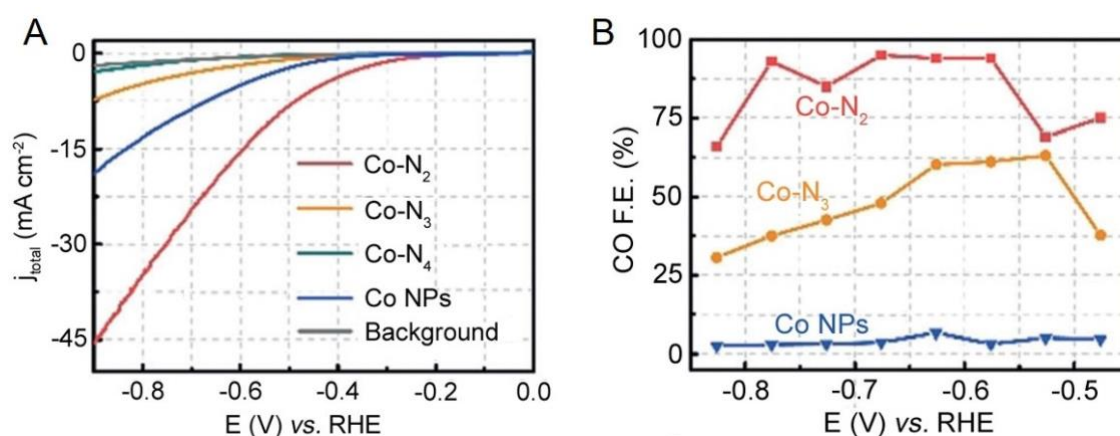 A
0
-15
-30
-45
j_total (mA cm⁻²)
Co-N₂
Co-N₃
Co-N₄
Co NPs
Background
-0.8
-0.6
-0.4
-0.2
0.0
E (V) vs. RHE
B
100
75
50
25
0
CO F.E. (%)
Co-N₂
Co-N₃
Co NPs
-0.8
-0.7
-0.6
-0.5
E (V) vs. RHE